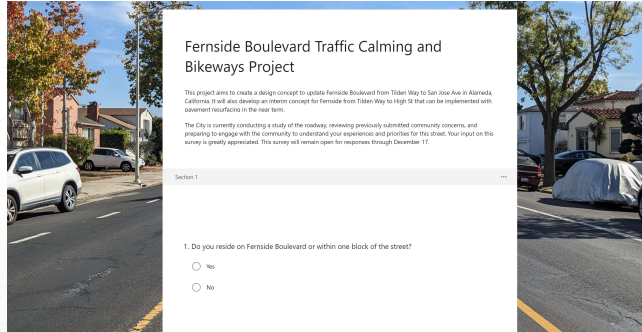 Fernside Boulevard Traffic Calming and
Bikeways Project
This project aims to create a design concept to update Fernside Boulevard from Tilden Way to San Jose Ave in Alameda,
California. It will also develop an interim concept for Fernside from Tilden Way to High St that can be implemented with
pavement resurfacing in the near term.
The City is currently conducting a study of the roadway, reviewing previously submitted community concerns, and
preparing to engage with the community to understand your experiences and priorities for this street. Your input on this
survey is greatly appreciated. This survey will remain open for responses through December 17.
Section 1 ...
1. Do you reside on Fernside Boulevard or within one block of the street?
Yes
No